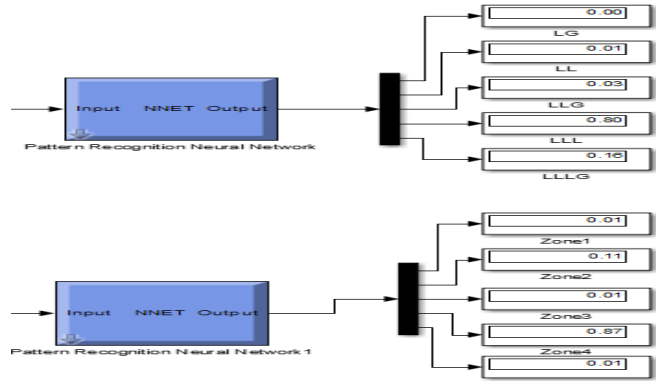 0.00
LG
0.01
LL
0.03
LLG
0.80
LLL
0.16
LLLG
Input NNET Output
Pattern Recognition Neural Network
0.01
Zone1
0.11
Zone2
0.01
Zone3
0.87
Zone4
0.01
Input NNET Output
Pattern Recognition Neural Network1